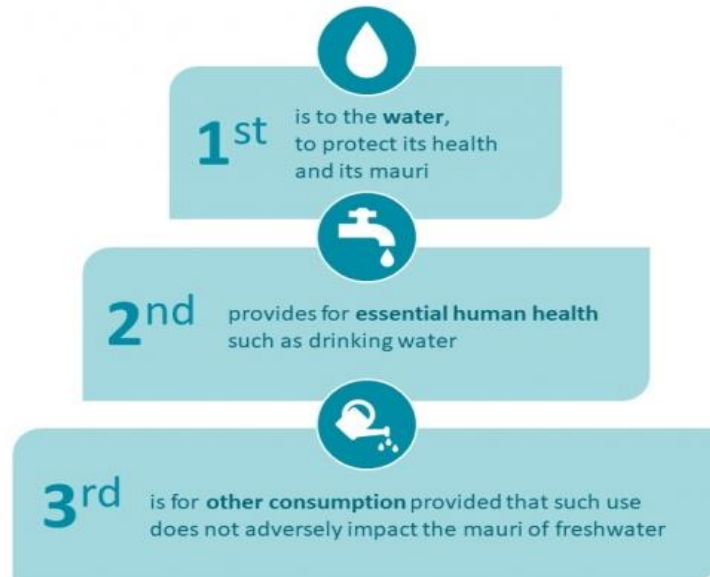 1st
is to the water,
to protect its health
and its mauri
2nd
provides for essential human health
such as drinking water
3rd
is for other consumption provided that such use
does not adversely impact the mauri of freshwater